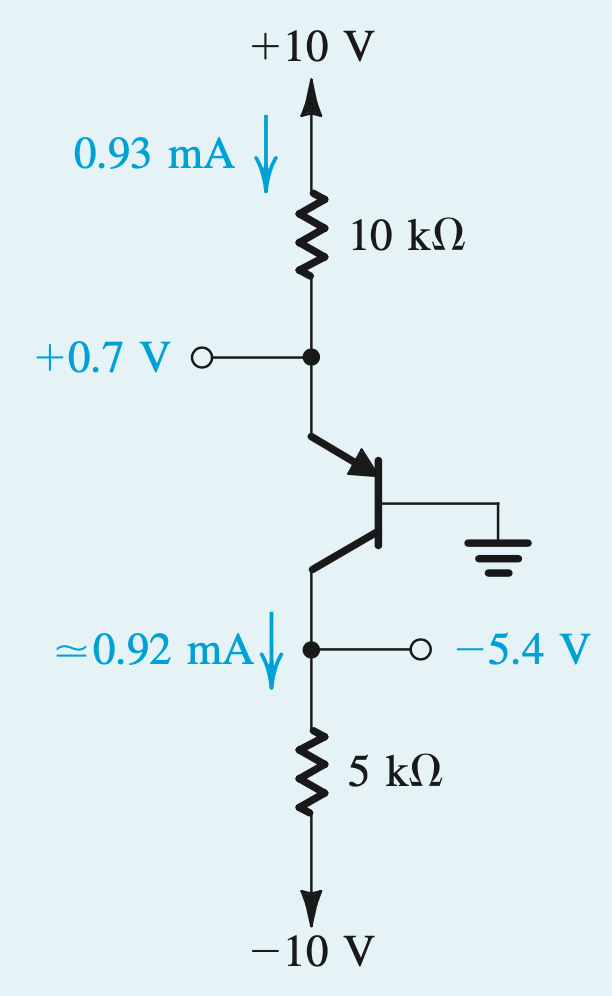 +10 V
0.93 mA
10 kΩ
+0.7 V
≃0.92 mA
−5.4 V
5 kΩ
−10 V